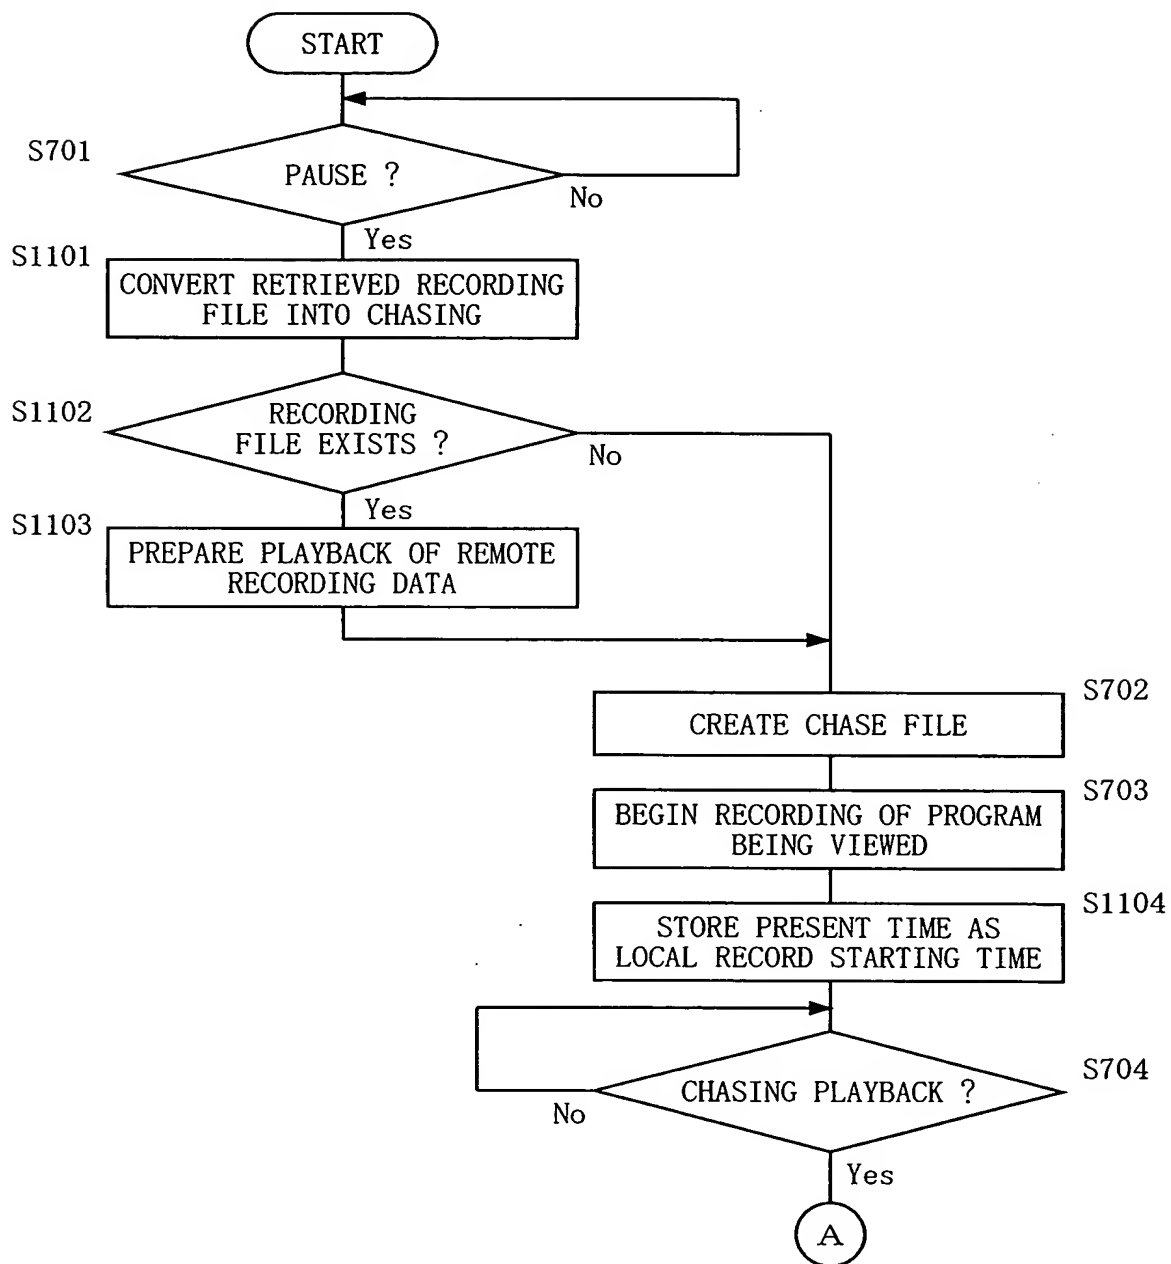 START
S701
PAUSE ?
No
Yes
S1101
CONVERT RETRIEVED RECORDING
FILE INTO CHASING
S1102
RECORDING
FILE EXISTS ?
No
Yes
S1103
PREPARE PLAYBACK OF REMOTE
RECORDING DATA
S702
CREATE CHASE FILE
S703
BEGIN RECORDING OF PROGRAM
BEING VIEWED
S1104
STORE PRESENT TIME AS
LOCAL RECORD STARTING TIME
S704
CHASING PLAYBACK ?
No
Yes
A